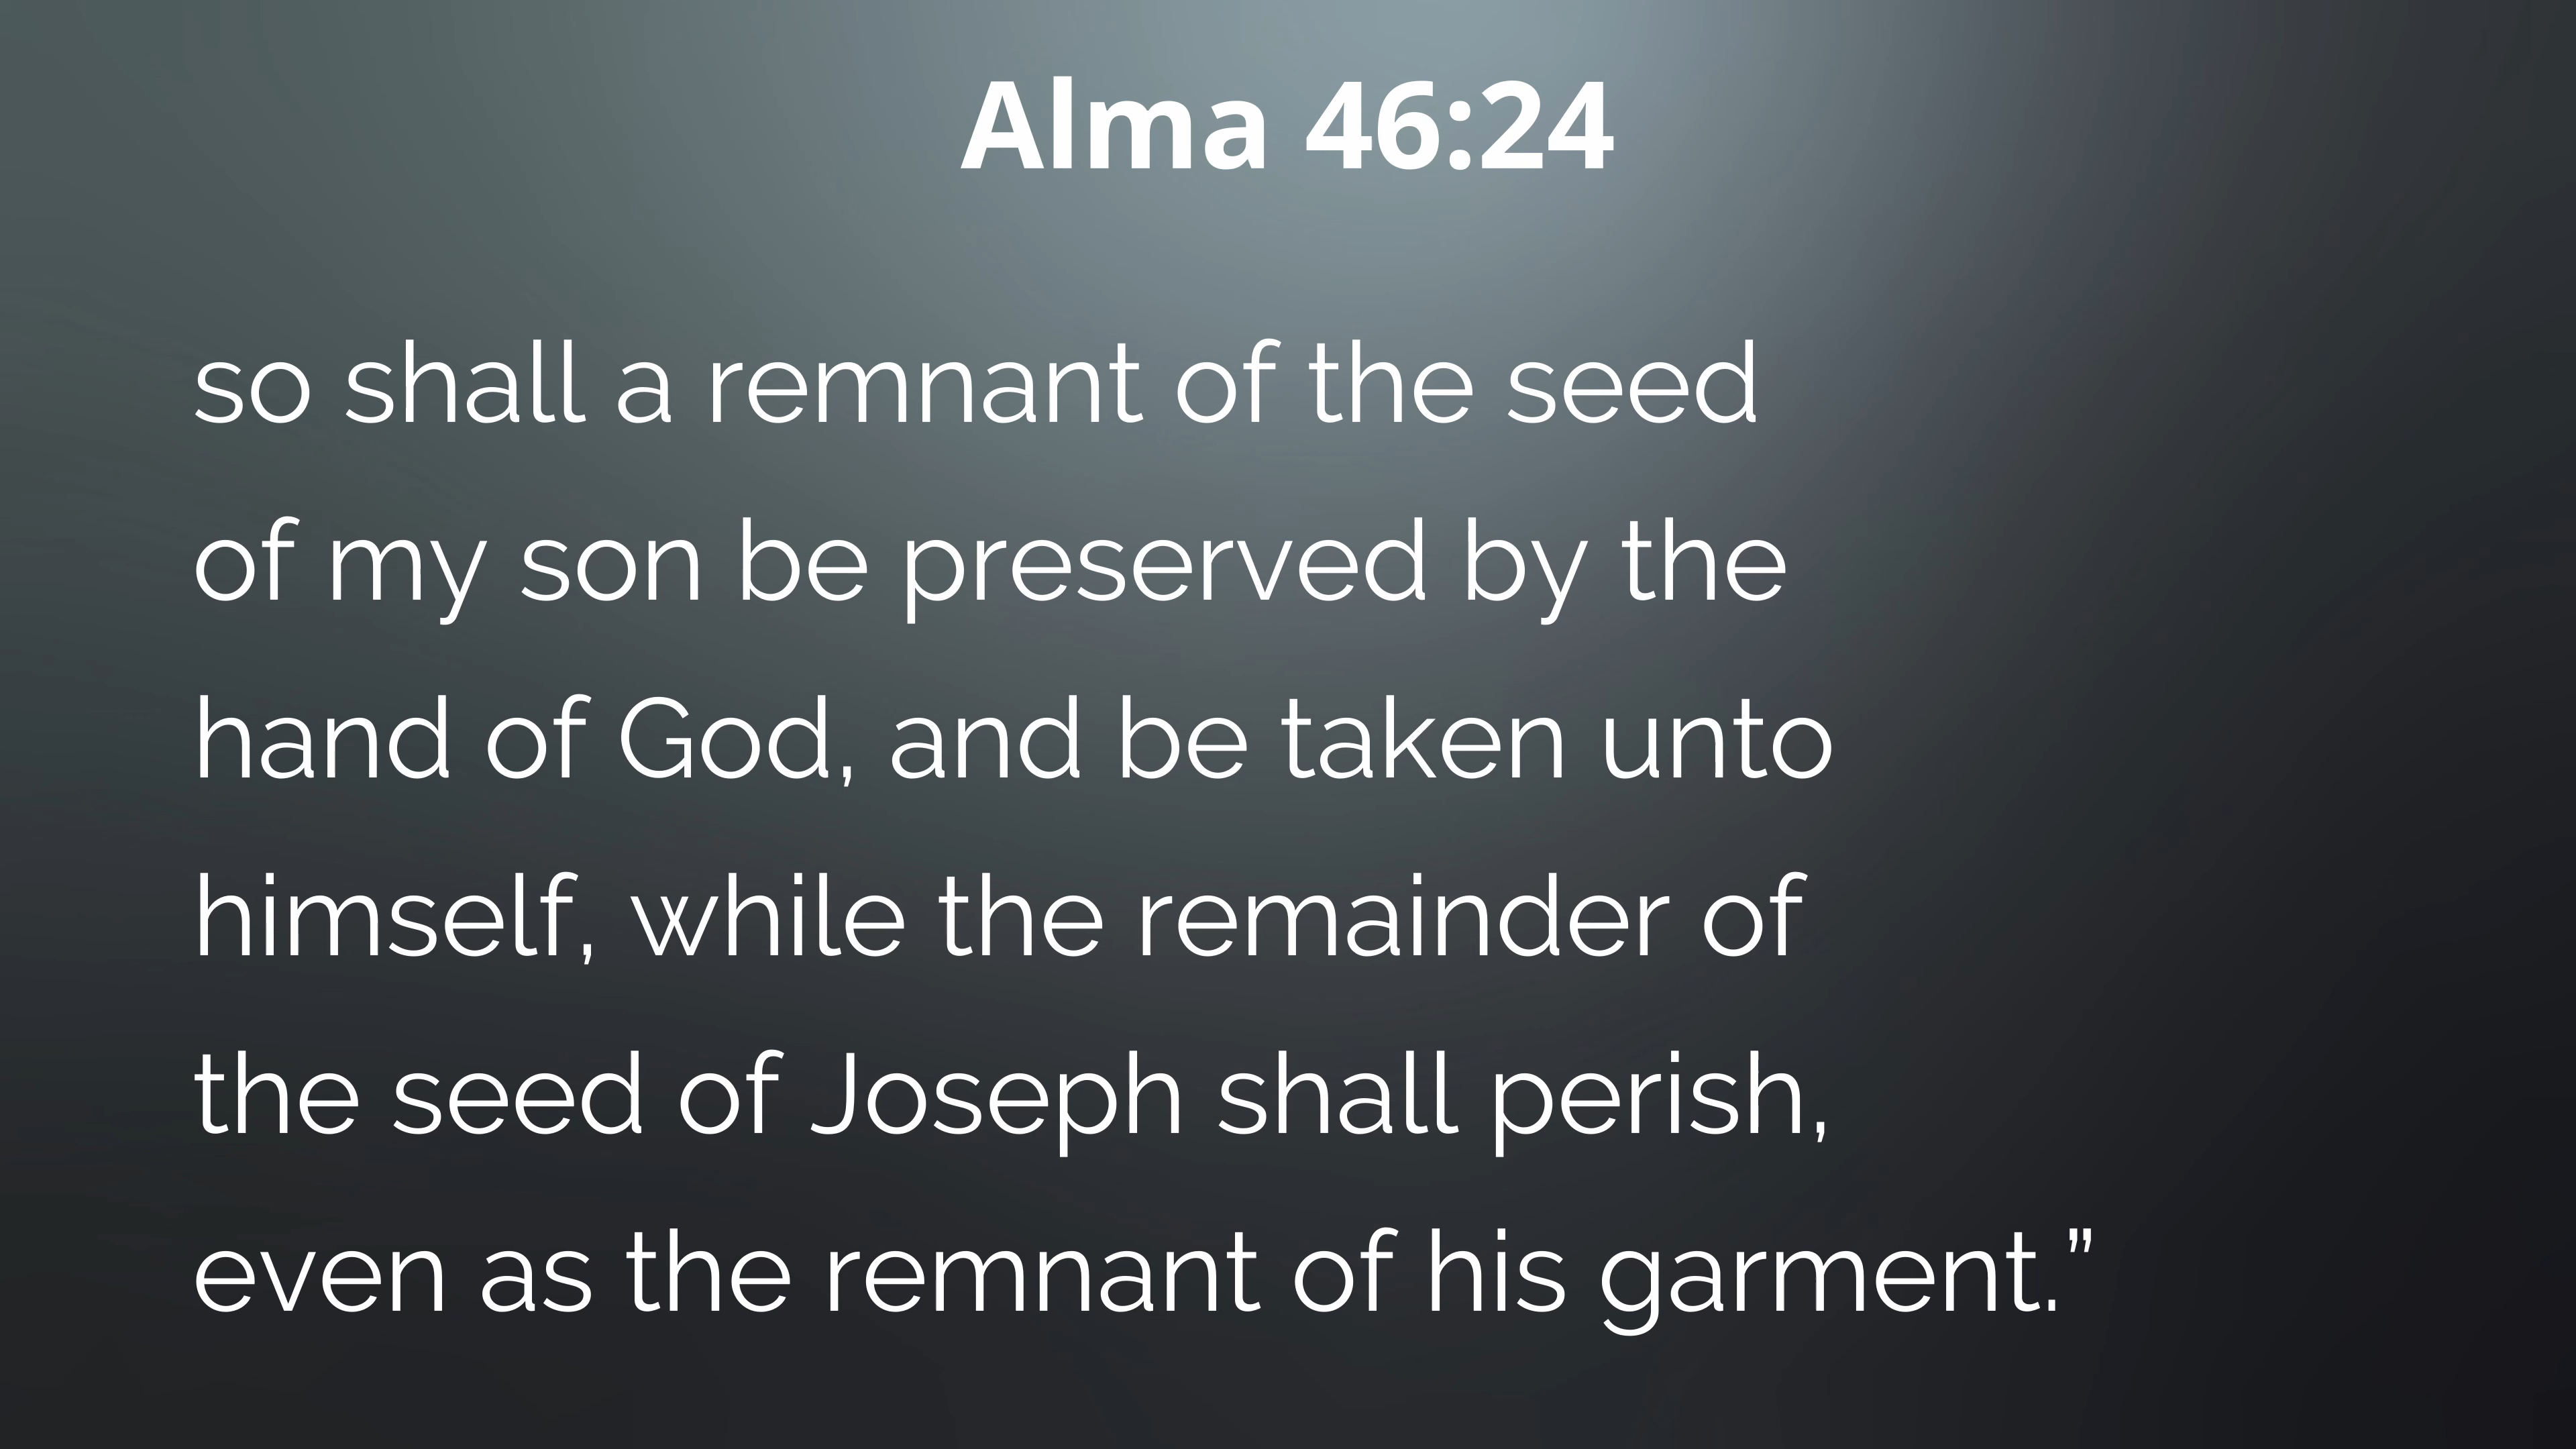 Alma 46:24
so shall a remnant of the seed
of my son be preserved by the
hand of God, and be taken unto
himself, while the remainder of
the seed of Joseph shall perish,
even as the remnant of his garment.”